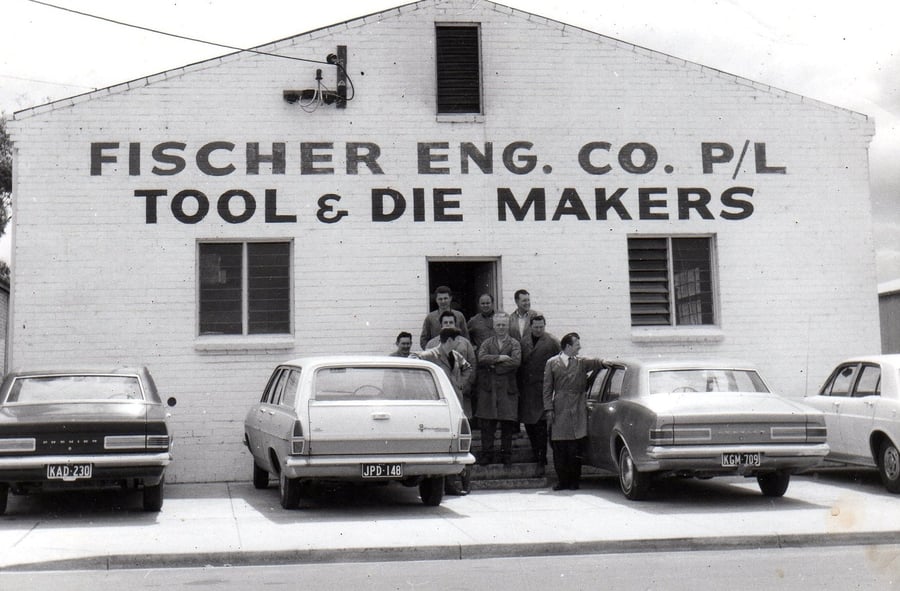 FISCHER ENG. CO. P/L
TOOL & DIE MAKERS
PREMIER
KAD·230
JPD·148
KGM·709